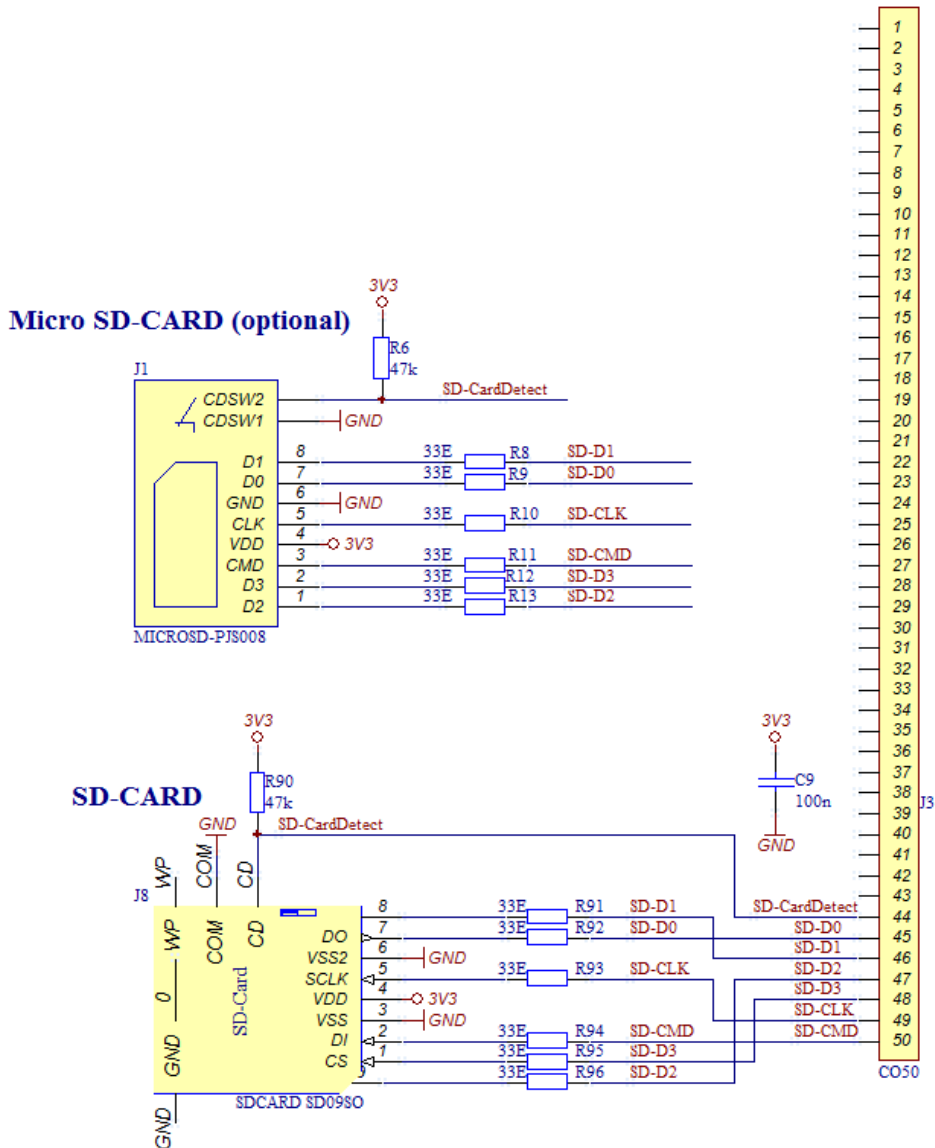 Micro SD-CARD (optional)
3V3
R6
47k
J1
SD-CardDetect
CDSW2
CDSW1
GND
D1 8 33E R8 SD-D1
D0 7 33E R9 SD-D0
GND 6 GND
CLK 5 33E R10 SD-CLK
VDD 4 3V3
CMD 3 33E R11 SD-CMD
D3 2 33E R12 SD-D3
D2 1 33E R13 SD-D2
MICROSD-PJS008
SD-CARD
3V3
R90
47k
GND
SD-CardDetect
WP
COM
CD
J8
WP
COM
CD
0
GND
SD-Card
8 33E R91 SD-D1
DO 7 33E R92 SD-D0
VSS2 6 GND
SCLK 5 33E R93 SD-CLK
VDD 4 3V3
VSS 3 GND
DI 2 33E R94 SD-CMD
CS 1 33E R95 SD-D3
9 33E R96 SD-D2
SDCARD SD09SO
GND
3V3
C9
100n
GND
1
2
3
4
5
6
7
8
9
10
11
12
13
14
15
16
17
18
19
20
21
22
23
24
25
26
27
28
29
30
31
32
33
34
35
36
37
38
39
40
41
42
43
SD-CardDetect 44
SD-D0 45
SD-D1 46
SD-D2 47
SD-D3 48
SD-CLK 49
SD-CMD 50
J3
CO50